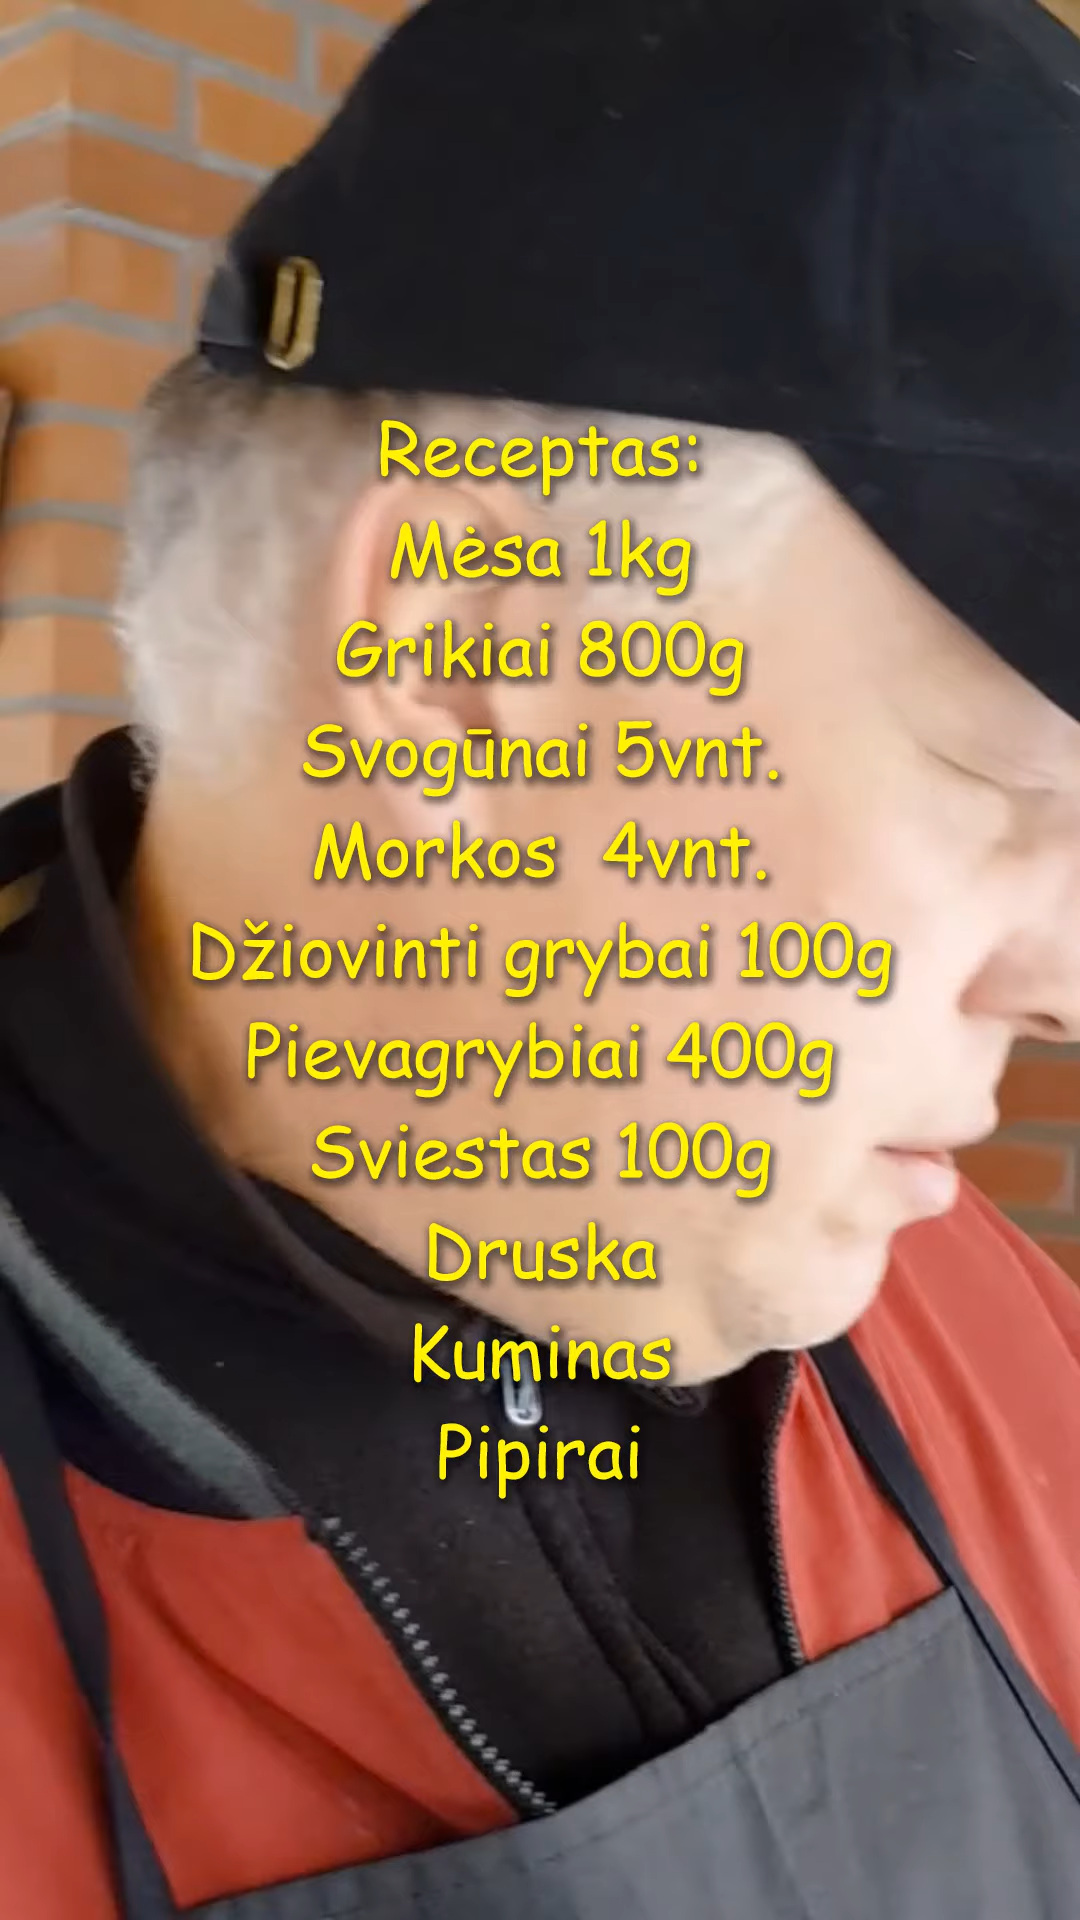 Receptas:
Mėsa 1kg
Grikiai 800g
Svogūnai 5vnt.
Morkos  4vnt.
Džiovinti grybai 100g
Pievagrybiai 400g
Sviestas 100g
Druska
Kuminas
Pipirai